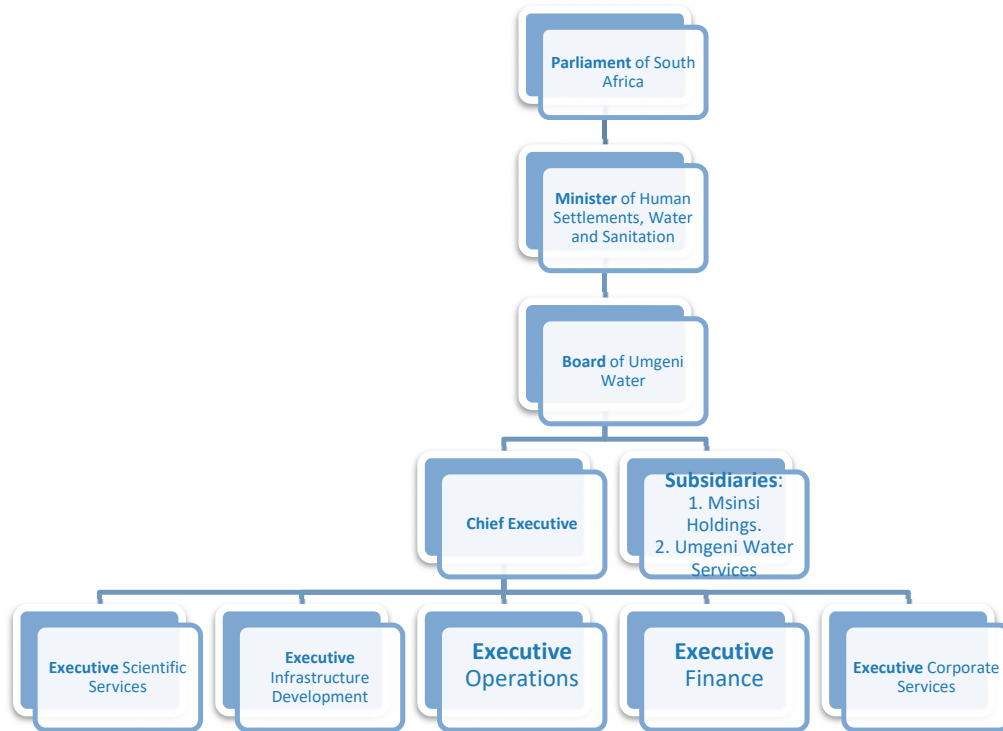 Parliament of South
Africa
Minister of Human
Settlements, Water
and Sanitation
Board of Umgeni
Water
Chief Executive
Subsidiaries:
1. Msinsi
Holdings.
2. Umgeni Water
Services
Executive Scientific
Services
Executive
Infrastructure
Development
Executive
Operations
Executive
Finance
Executive Corporate
Services